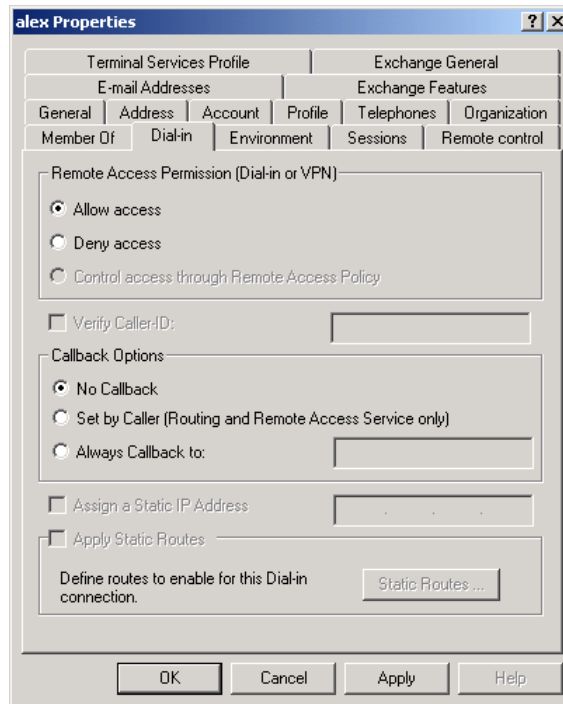 alex Properties
Terminal Services Profile Exchange General
E-mail Addresses Exchange Features
General Address Account Profile Telephones Organization
Member Of Dial-in Environment Sessions Remote control
Remote Access Permission (Dial-in or VPN)
Allow access
Deny access
Control access through Remote Access Policy
Verify Caller-ID:
Callback Options
No Callback
Set by Caller (Routing and Remote Access Service only)
Always Callback to:
Assign a Static IP Address
Apply Static Routes
Define routes to enable for this Dial-in
connection.
Static Routes ...
OK Cancel Apply Help